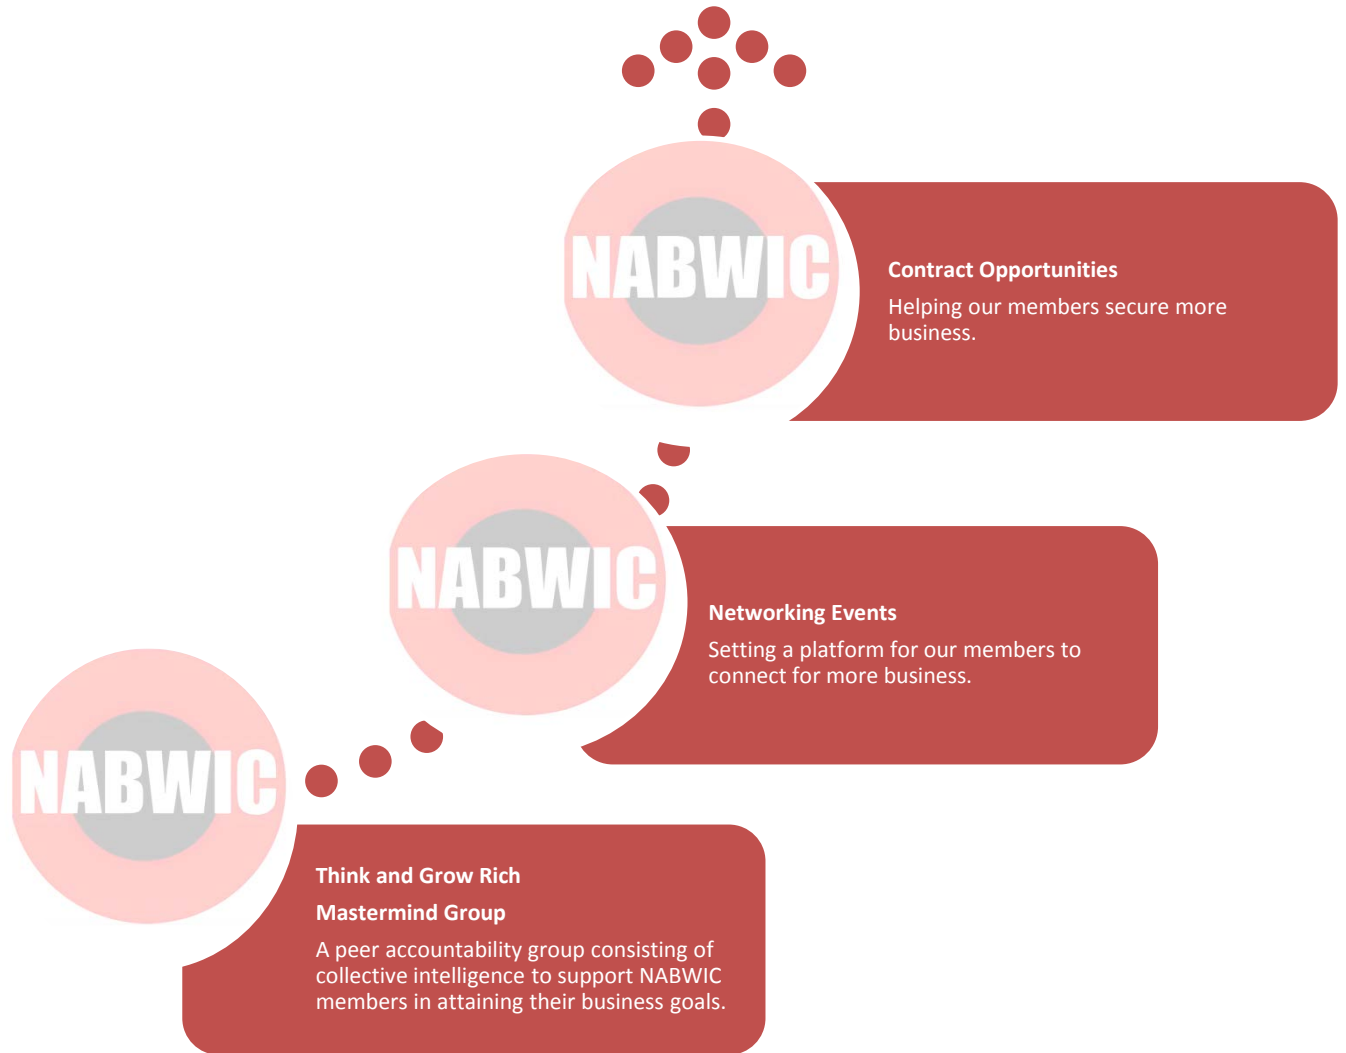 NABWIC
Contract Opportunities
Helping our members secure more
business.
NABWIC
Networking Events
Setting a platform for our members to
connect for more business.
NABWIC
Think and Grow Rich
Mastermind Group
A peer accountability group consisting of
collective intelligence to support NABWIC
members in attaining their business goals.